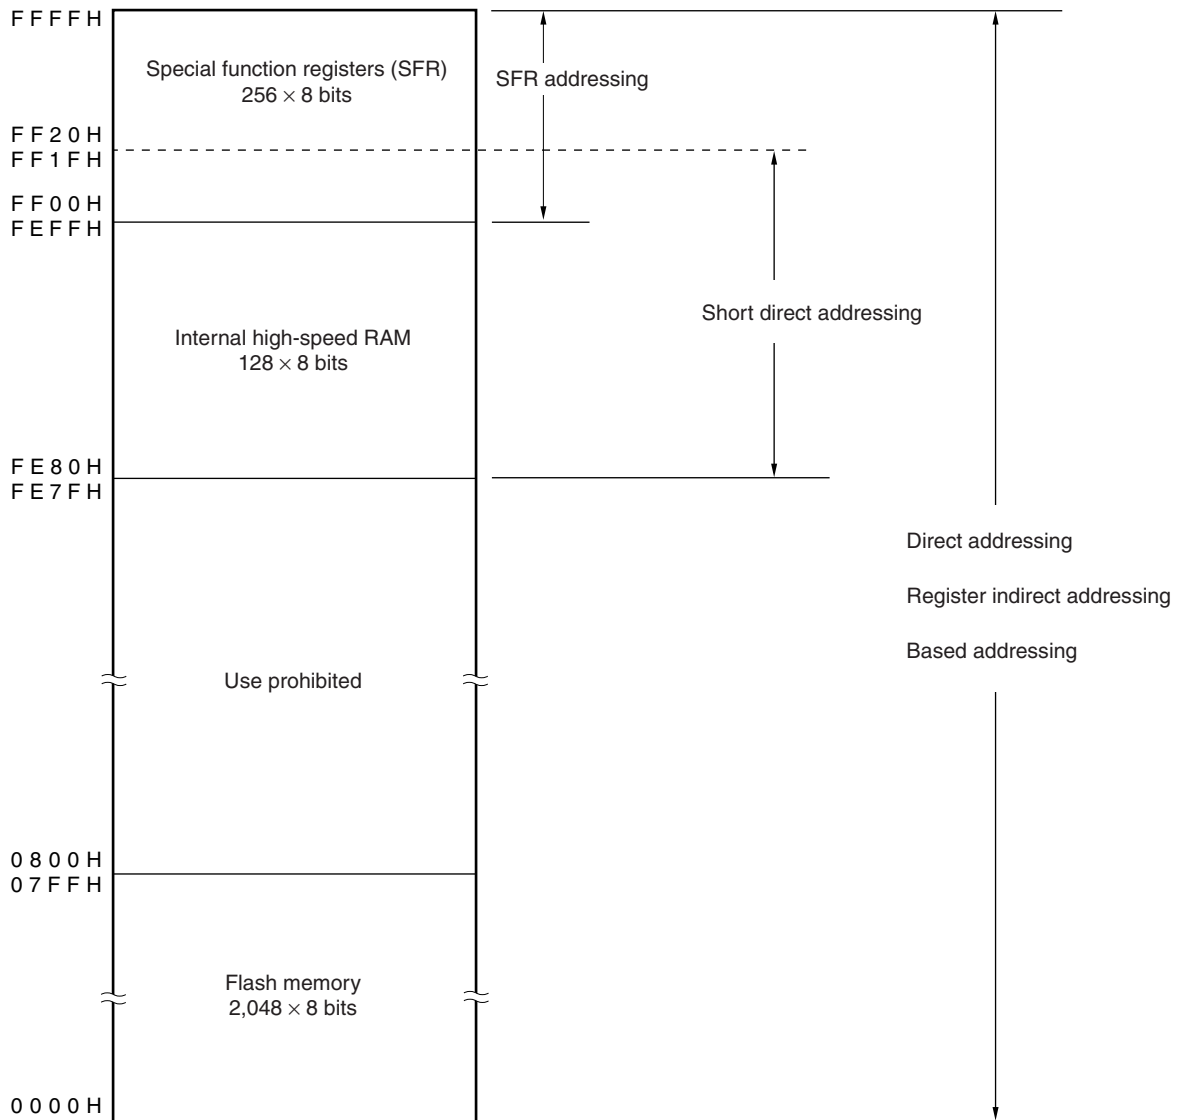 FFFFH
Special function registers (SFR)
256 × 8 bits
SFR addressing
FF20H
FF1FH
FF00H
FEFFH
Short direct addressing
Internal high-speed RAM
128 × 8 bits
FE80H
FE7FH
Direct addressing
Register indirect addressing
Based addressing
Use prohibited
0800H
07FFH
Flash memory
2,048 × 8 bits
0000H